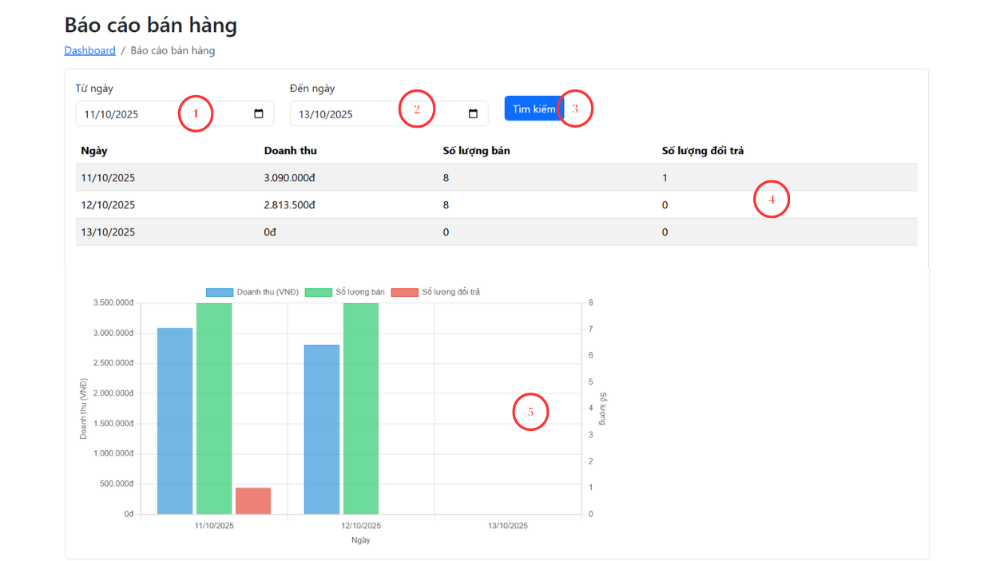 Báo cáo bán hàng
Dashboard / Báo cáo bán hàng
Từ ngày Đến ngày
11/10/2025 1 13/10/2025 2 Tìm kiếm 3
Ngày Doanh thu Số lượng bán Số lượng đổi trả
11/10/2025 3.090.000đ 8 1
12/10/2025 2.813.500đ 8 0
4
13/10/2025 0đ 0 0
Doanh thu (VNĐ) Số lượng bán Số lượng đổi trả
3.500.000đ 8
3.000.000đ 7
2.500.000đ 6
2.000.000đ 5
1.500.000đ 4
1.000.000đ 3
500.000đ 2
0đ 1
0
Doanh thu (VNĐ)
Số lượng
5
11/10/2025 12/10/2025 13/10/2025
Ngày